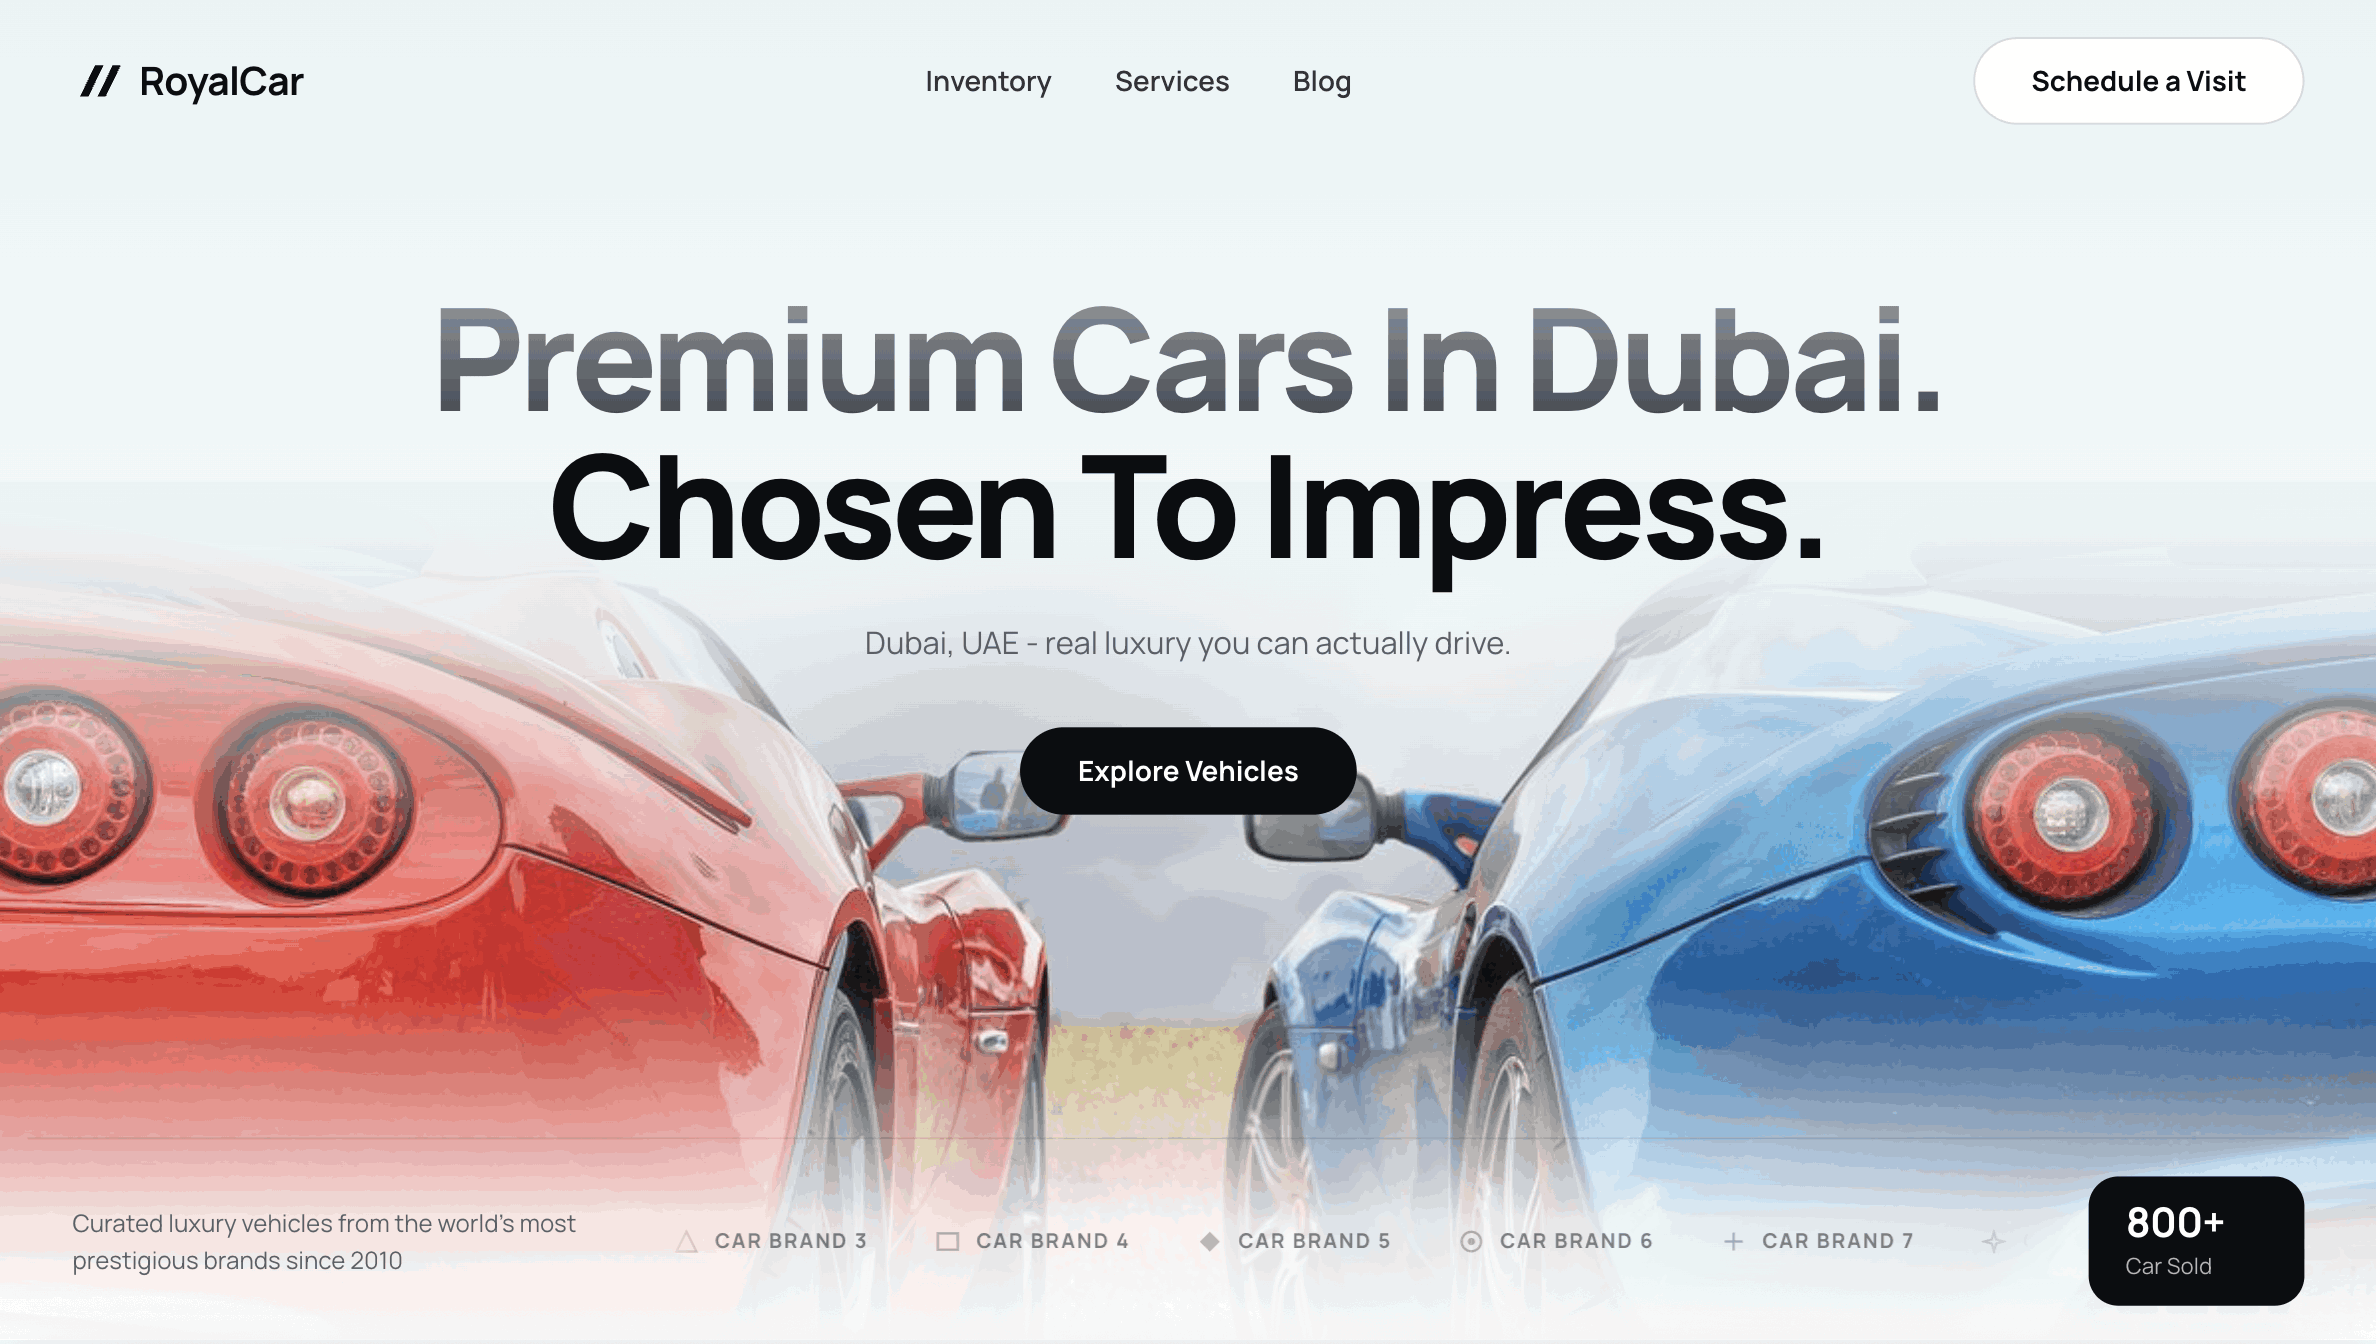 RoyalCar
Inventory
Services
Blog
Schedule a Visit
Premium Cars In Dubai.
Chosen To Impress.
Dubai, UAE - real luxury you can actually drive.
Explore Vehicles
Curated luxury vehicles from the world's most
prestigious brands since 2010
CAR BRAND 3
CAR BRAND 4
CAR BRAND 5
CAR BRAND 6
CAR BRAND 7
800+
Car Sold